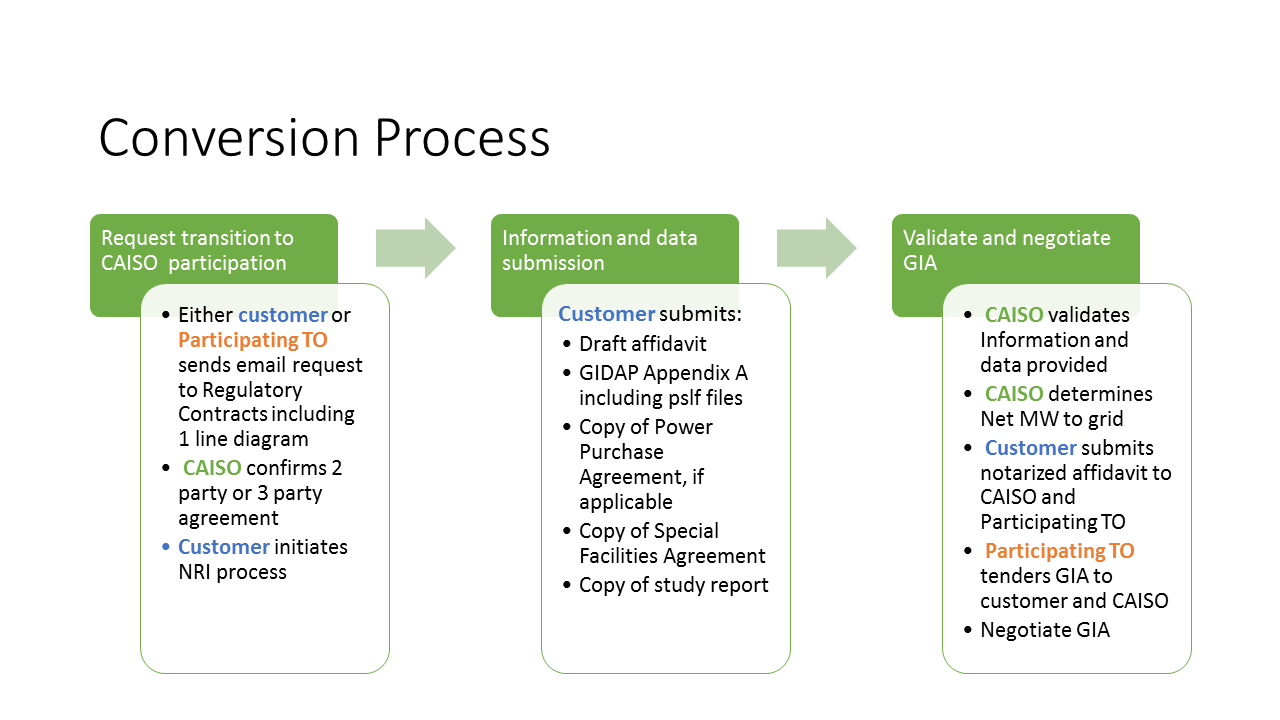 Conversion Process
Request transition to
CAISO  participation
• Either customer or
Participating TO
sends email request
to Regulatory
Contracts including
1 line diagram
•  CAISO confirms 2
party or 3 party
agreement
• Customer initiates
NRI process
Information and data
submission
Customer submits:
• Draft affidavit
• GIDAP Appendix A
including pslf files
• Copy of Power
Purchase
Agreement, if
applicable
• Copy of Special
Facilities Agreement
• Copy of study report
Validate and negotiate
GIA
•  CAISO validates
Information and
data provided
•  CAISO determines
Net MW to grid
•  Customer submits
notarized affidavit to
CAISO and
Participating TO
•  Participating TO
tenders GIA to
customer and CAISO
• Negotiate GIA